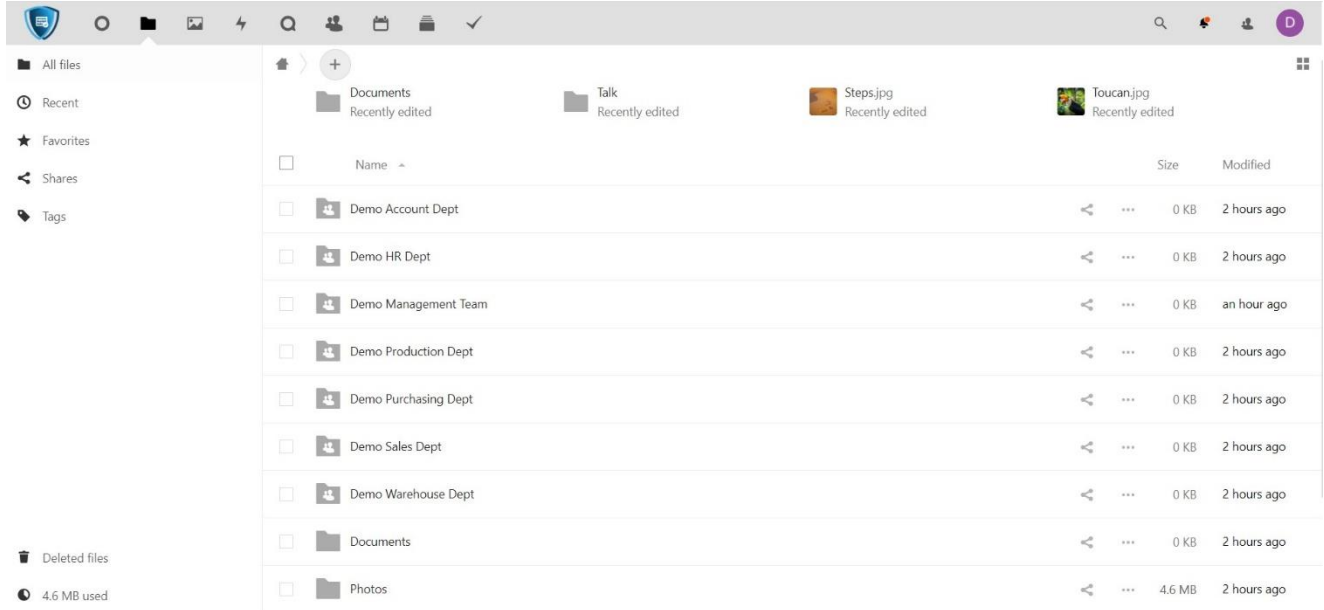 D
All files
Recent
Favorites
Shares
Tags
Deleted files
4.6 MB used
Documents
Recently edited
Talk
Recently edited
Steps.jpg
Recently edited
Toucan.jpg
Recently edited
Name Size Modified
Demo Account Dept 0 KB 2 hours ago
Demo HR Dept 0 KB 2 hours ago
Demo Management Team 0 KB an hour ago
Demo Production Dept 0 KB 2 hours ago
Demo Purchasing Dept 0 KB 2 hours ago
Demo Sales Dept 0 KB 2 hours ago
Demo Warehouse Dept 0 KB 2 hours ago
Documents 0 KB 2 hours ago
Photos 4.6 MB 2 hours ago